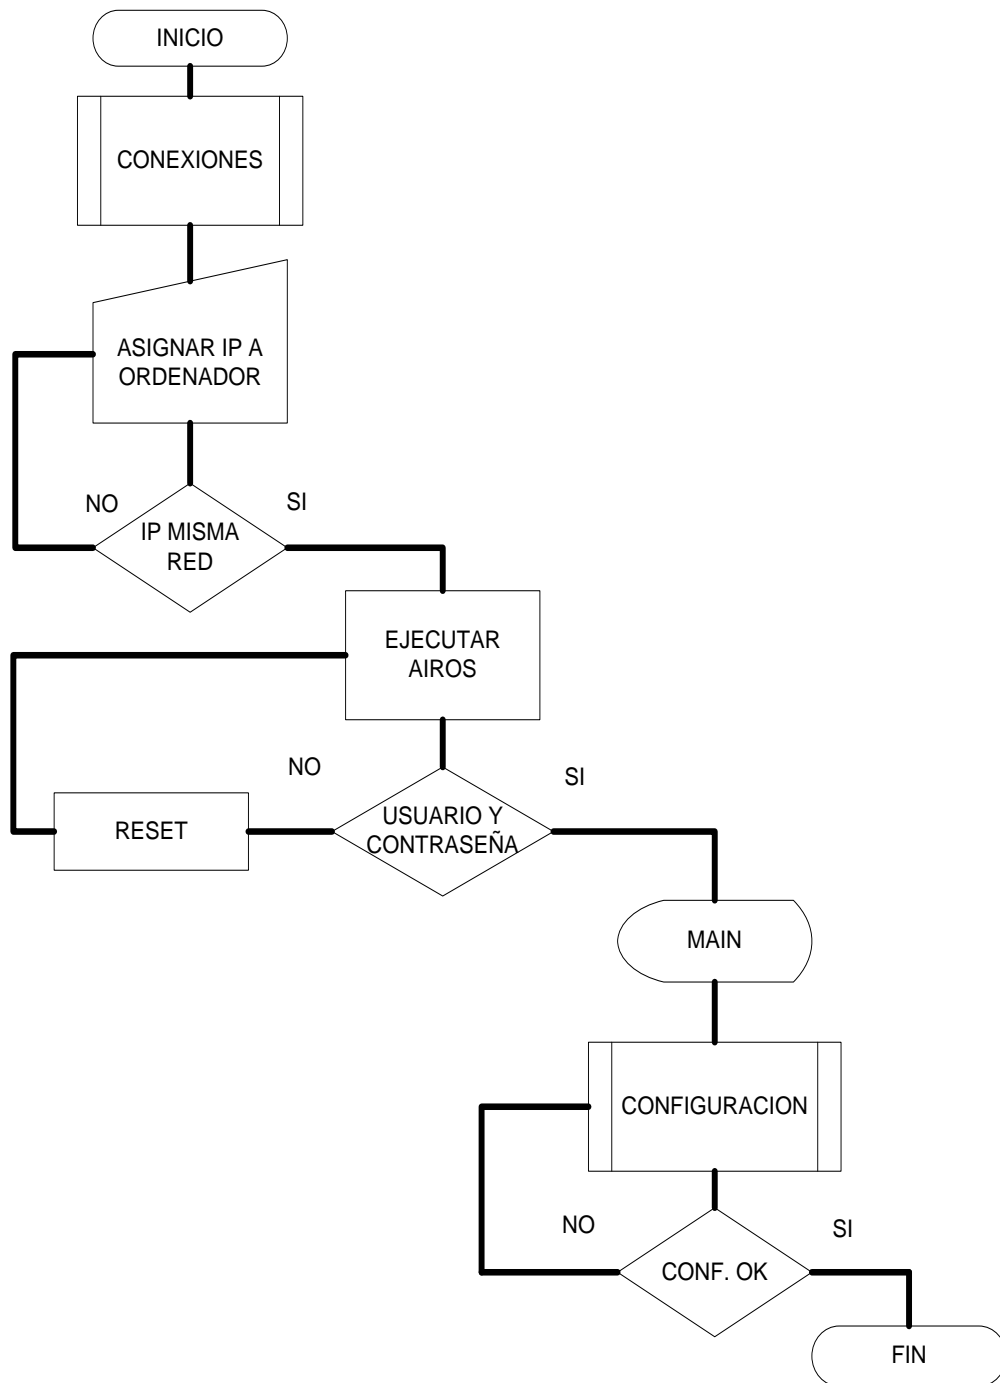 INICIO
CONEXIONES
ASIGNAR IP A
ORDENADOR
NO
SI
IP MISMA
RED
EJECUTAR
AIROS
NO
SI
RESET
USUARIO Y
CONTRASEÑA
MAIN
CONFIGURACION
NO
SI
CONF. OK
FIN